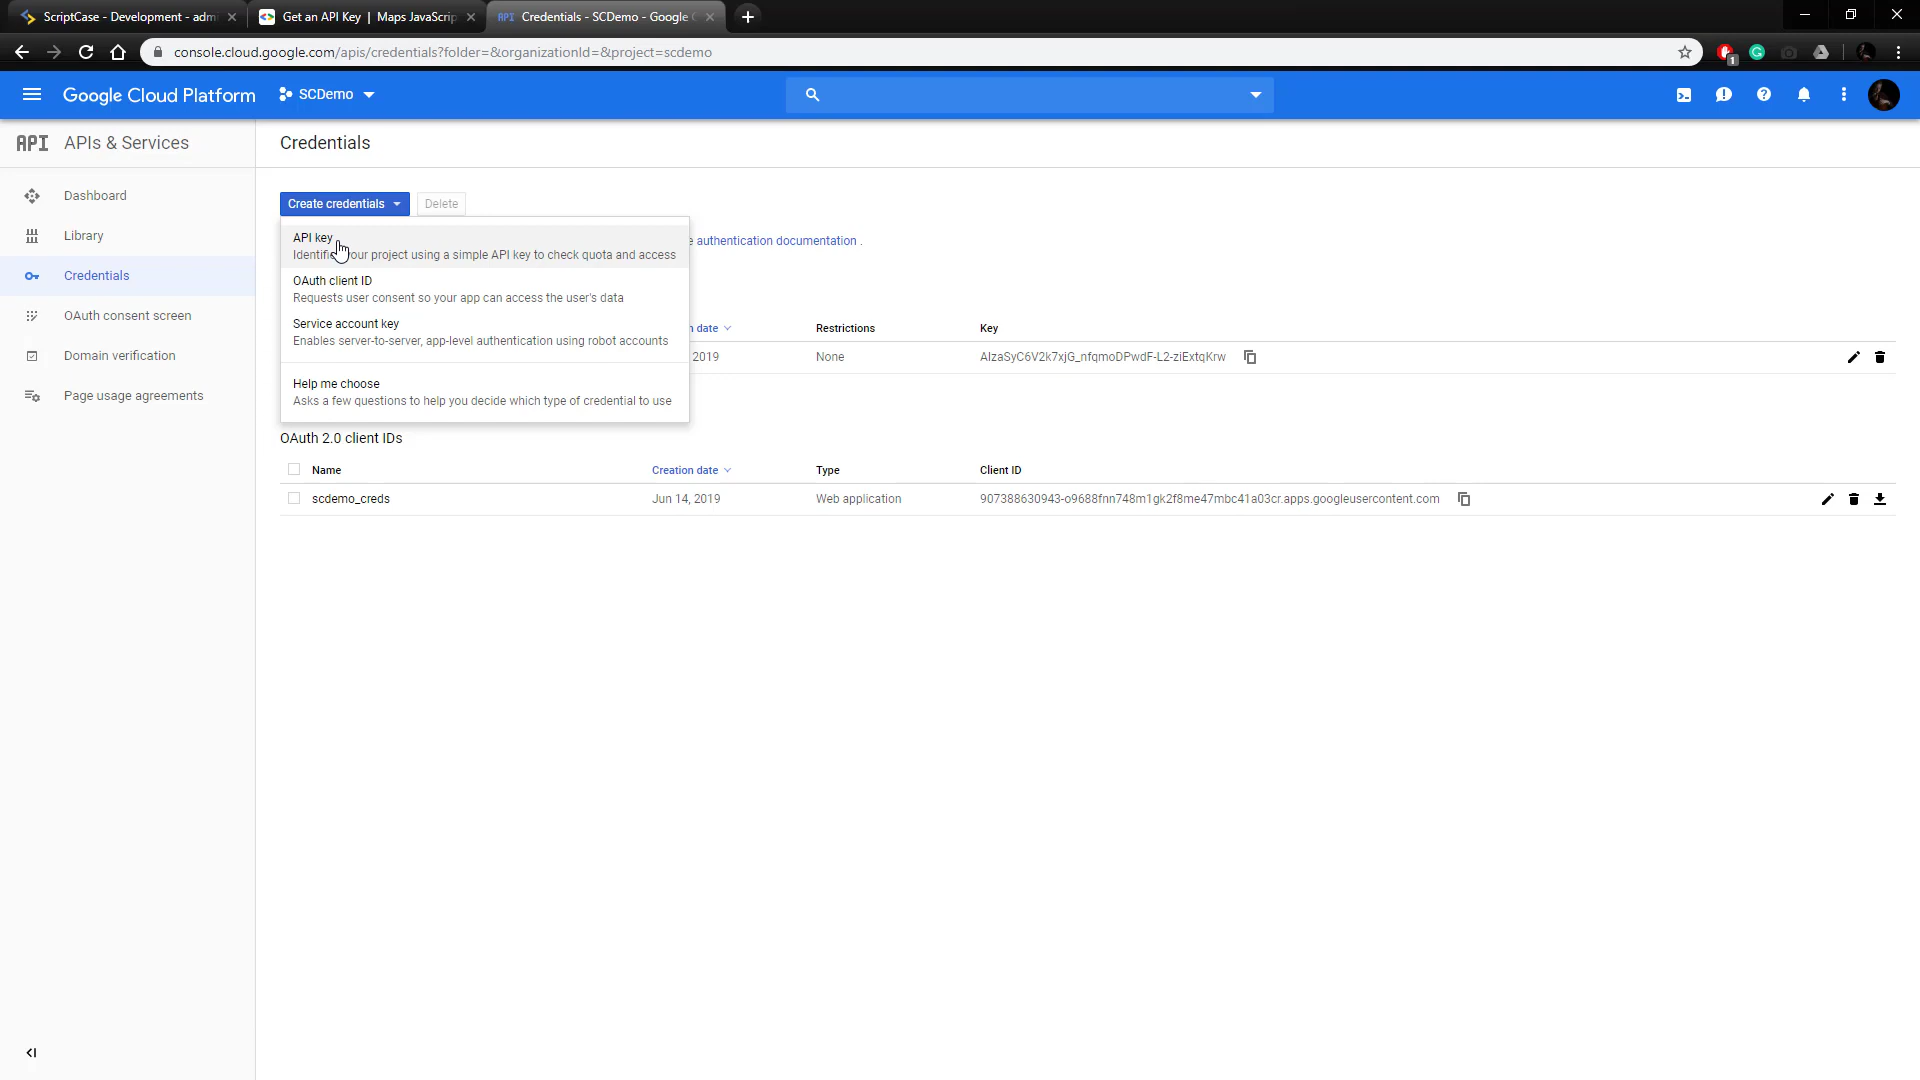 ScriptCase - Development - adm
Get an API Key | Maps JavaScrip
API Credentials - SCDemo - Google C
console.cloud.google.com/apis/credentials?folder=&organizationId=&project=scdemo
1
Google Cloud Platform
SCDemo
API APIs & Services
Credentials
Dashboard
Library
Credentials
OAuth consent screen
Domain verification
Page usage agreements
Create credentials
Delete
API key
your project using a simple API key to check quota and access
OAuth client ID
Requests user consent so your app can access the user's data
Service account key
Enables server-to-server, app-level authentication using robot accounts
Help me choose
Asks a few questions to help you decide which type of credential to use
authentication documentation .
date Restrictions Key
2019 None AIzaSyC6V2k7xjG_nfqmoDPwdF-L2-ziExtqKrw
OAuth 2.0 client IDs
Name Creation date Type Client ID
scdemo_creds Jun 14, 2019 Web application 907388630943-o9688fnn748m1gk2f8me47mbc41a03cr.apps.googleusercontent.com